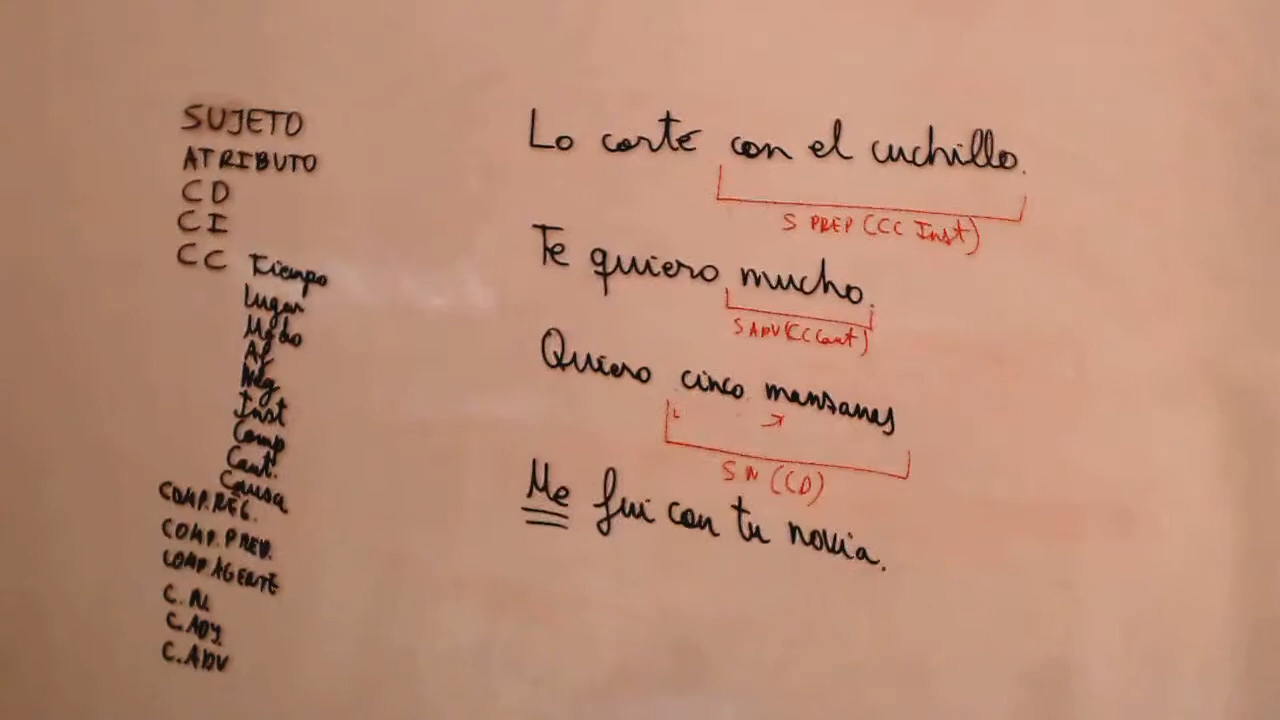 SUJETO
ATRIBUTO
CD
CI
CC Tiempo
Lugar
Modo
Af
Neg
Inst
Comp
Cant.
Causa
COMP.REG.
COMP.PRED.
COMP.AGENTE
C.N.
C.ADJ.
C.ADV
Lo corté con el cuchillo.
S PREP (CC Inst)
Te quiero mucho.
S ADV (CC Cant)
Quiero cinco manzanas
SN (CD)
Me fui con tu novia.